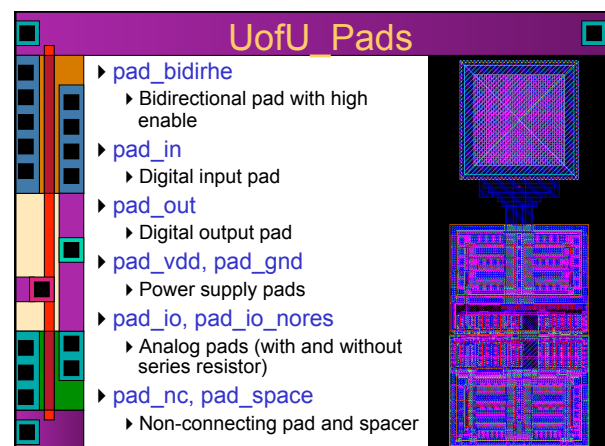 UofU_Pads
pad_bidirhe
Bidirectional pad with high
enable
pad_in
Digital input pad
pad_out
Digital output pad
pad_vdd, pad_gnd
Power supply pads
pad_io, pad_io_nores
Analog pads (with and without
series resistor)
pad_nc, pad_space
Non-connecting pad and spacer